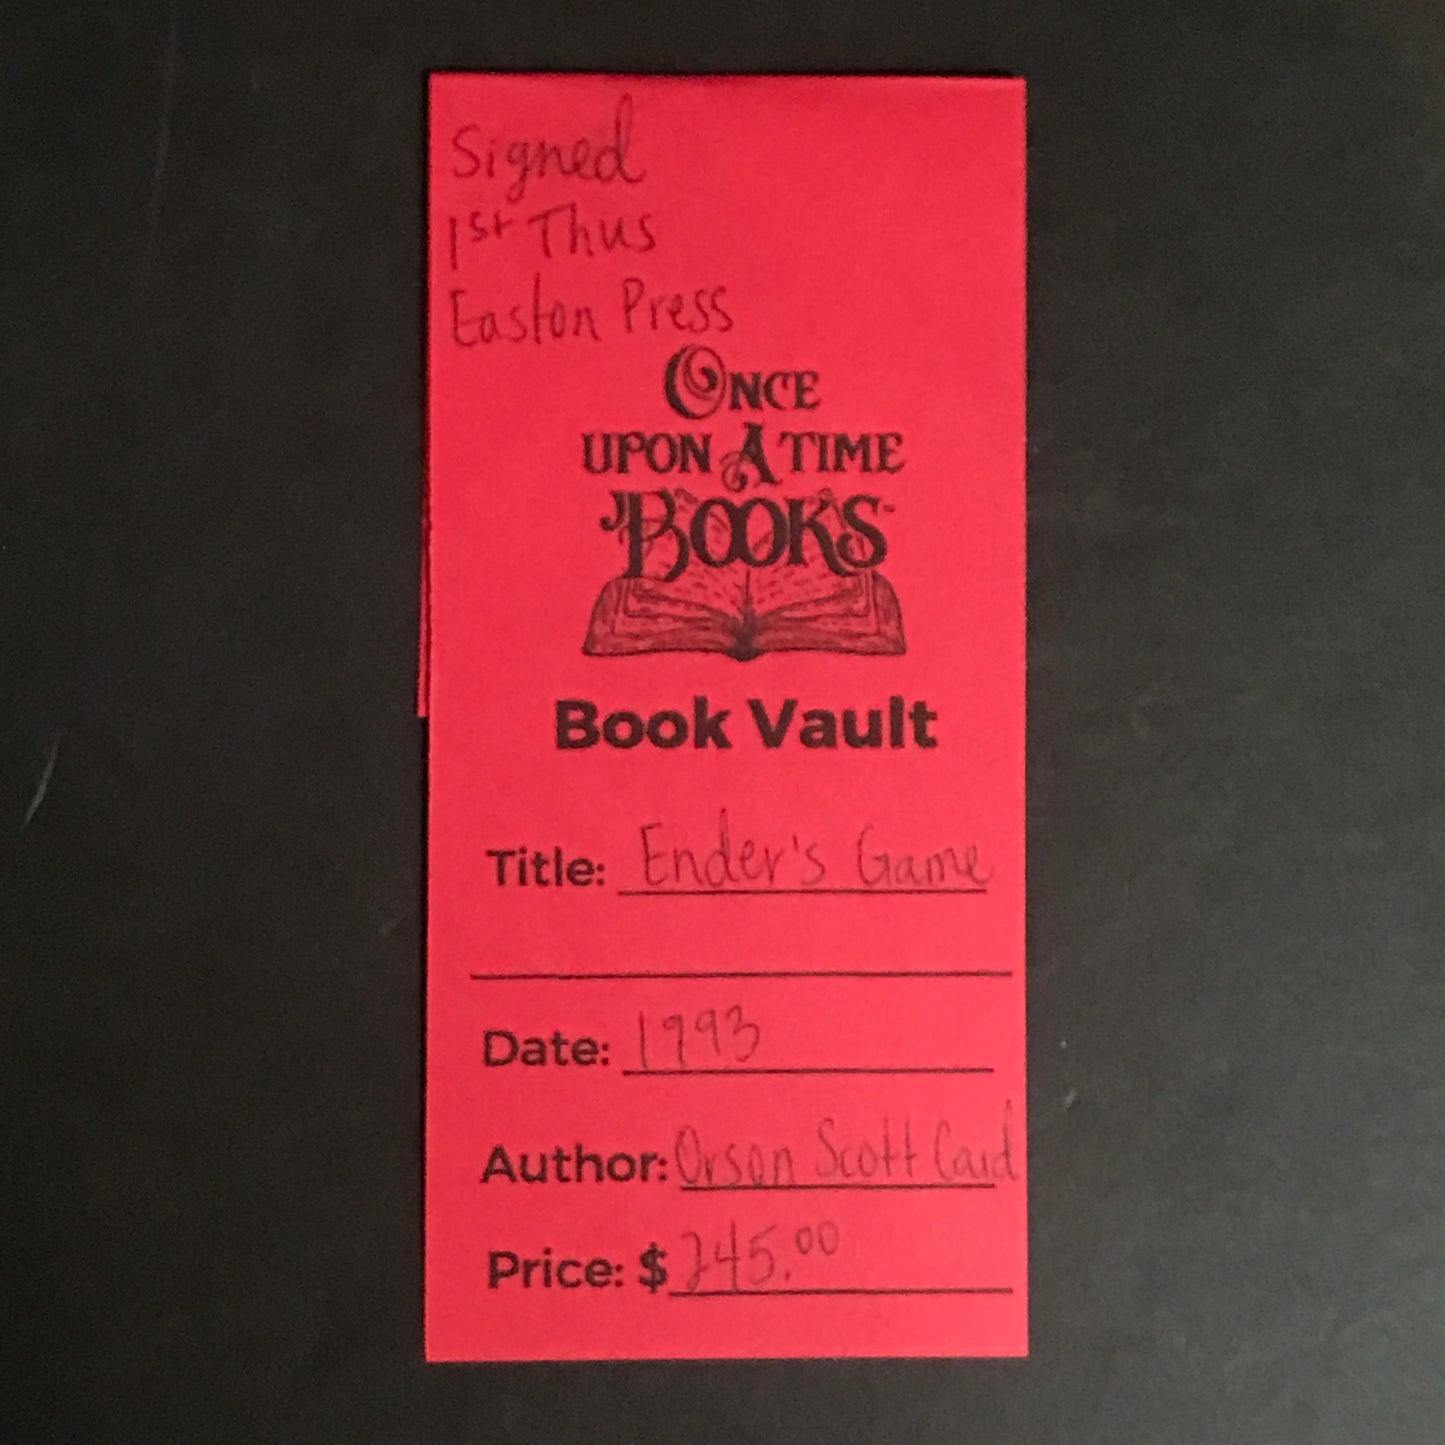 Signed
1st Thus
Easton Press
ONCE
UPON A TIME
BOOKS
Book Vault
Title: Ender's Game
Date: 1993
Author: Orson Scott Card
Price: $ 245.00